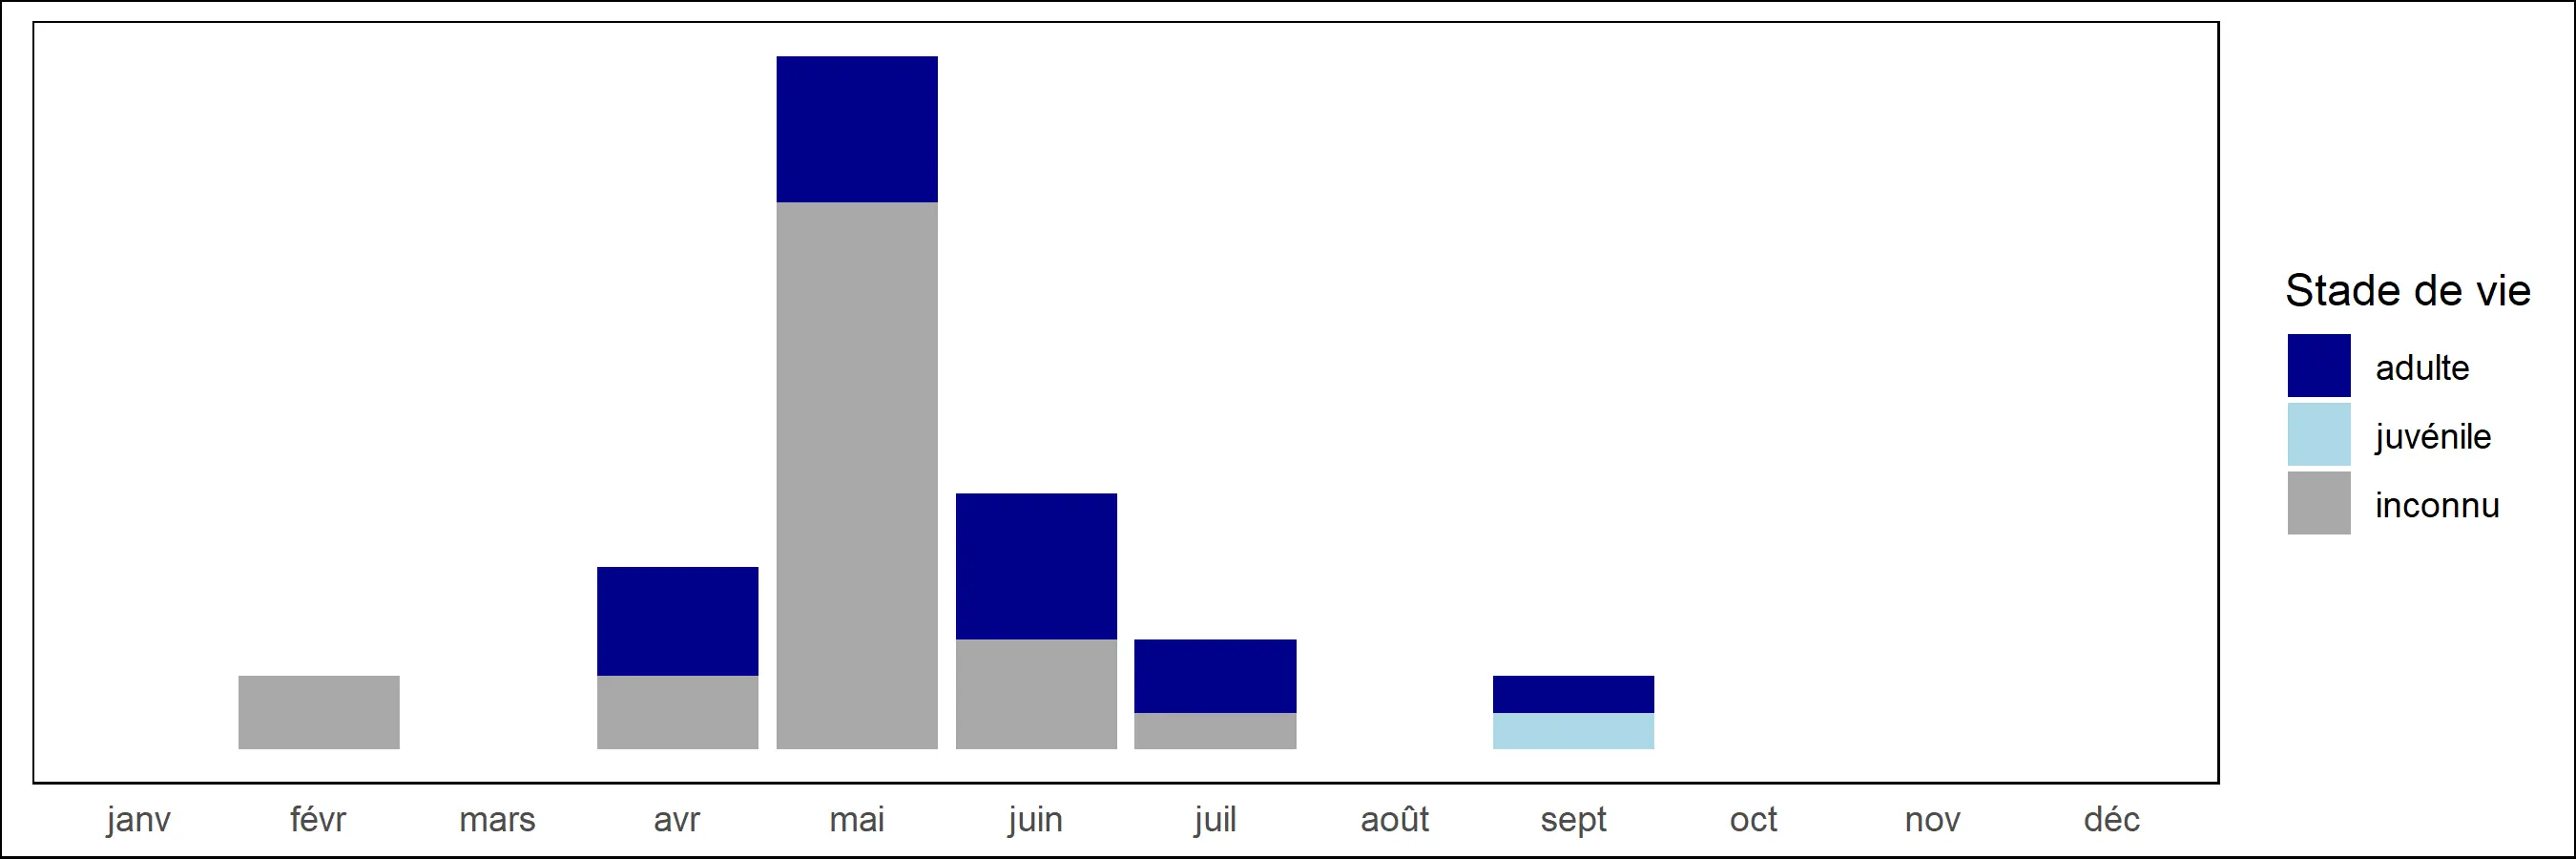 Stade de vie
adulte
juvénile
inconnu
janv févr mars avr mai juin juil août sept oct nov déc